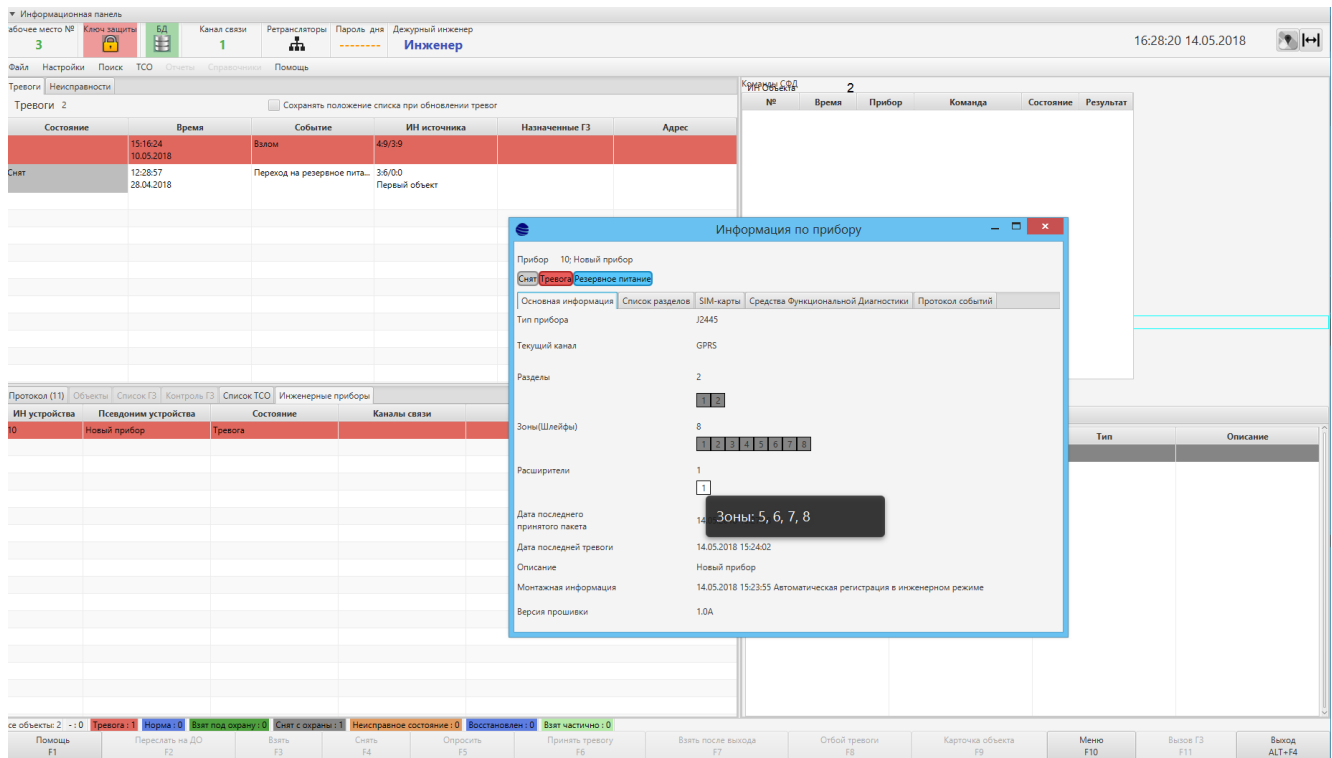 Информационная панель
абочее место № Ключ защиты БД Канал связи Ретрансляторы Пароль дня Дежурный инженер
3 1 -------- Инженер
16:28:20 14.05.2018
Файл Настройки Поиск ТСО Отчеты Справочники Помощь
Тревоги Неисправности
Тревоги 2 Сохранять положение списка при обновлении тревог
Состояние Время Событие ИН источника Назначенные ГЗ Адрес
15:16:24 Взлом 4:9/3:9
10.05.2018
Снят 12:28:57 Переход на резервное пита... 3:6/0:0
28.04.2018 Первый объект
Команды СФД
ИН Объекта 2
№ Время Прибор Команда Состояние Результат
Информация по прибору
Прибор 10; Новый прибор
Снят Тревога Резервное питание
Основная информация Список разделов SIM-карты Средства Функциональной Диагностики Протокол событий
Тип прибора J2445
Текущий канал GPRS
Разделы 2
1 2
Зоны(Шлейфы) 8
1 2 3 4 5 6 7 8
Расширители 1
1
Зоны: 5, 6, 7, 8
Дата последнего
принятого пакета 14
Дата последней тревоги 14.05.2018 15:24:02
Описание Новый прибор
Монтажная информация 14.05.2018 15:23:55 Автоматическая регистрация в инженерном режиме
Версия прошивки 1.0A
Протокол (11) Объекты Список ГЗ Контроль ГЗ Список ТСО Инженерные приборы
ИН устройства Псевдоним устройства Состояние Каналы связи
10 Новый прибор Тревога
Тип Описание
се объекты: 2 - : 0 Тревога : 1 Норма : 0 Взят под охрану : 0 Снят с охраны : 1 Неисправное состояние : 0 Восстановлен : 0 Взят частично : 0
Помощь Переслать на ДО Взять Снять Опросить Принять тревогу Взять после выхода Отбой тревоги Карточка объекта Меню Вызов ГЗ Выход
F1 F2 F3 F4 F5 F6 F7 F8 F9 F10 F11 ALT+F4